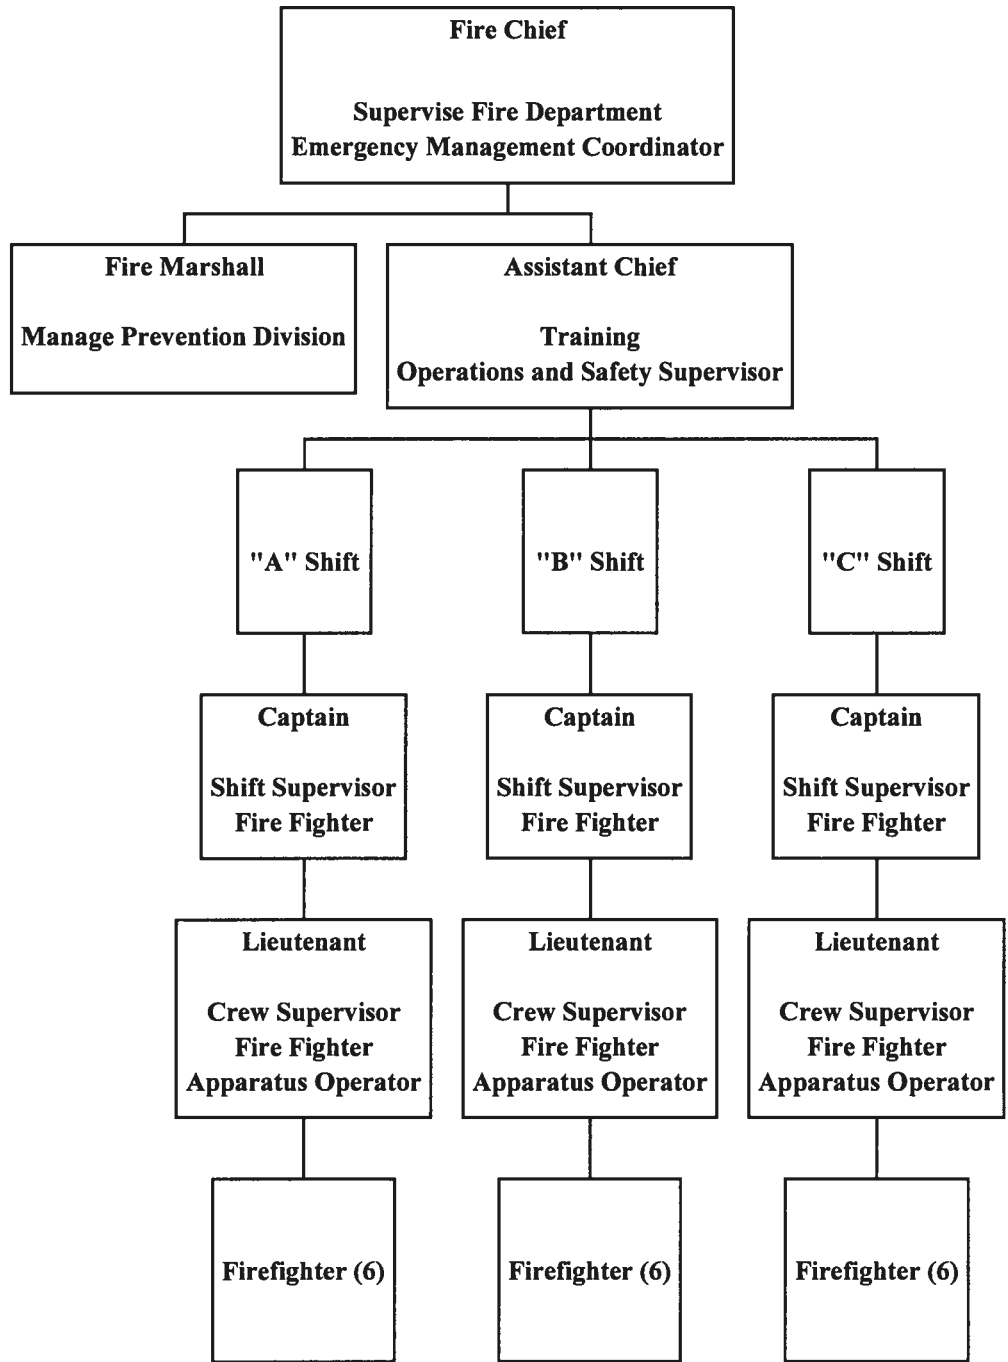 Fire Chief
Supervise Fire Department
Emergency Management Coordinator
Fire Marshall
Manage Prevention Division
Assistant Chief
Training
Operations and Safety Supervisor
"A" Shift
"B" Shift
"C" Shift
Captain
Shift Supervisor
Fire Fighter
Captain
Shift Supervisor
Fire Fighter
Captain
Shift Supervisor
Fire Fighter
Lieutenant
Crew Supervisor
Fire Fighter
Apparatus Operator
Lieutenant
Crew Supervisor
Fire Fighter
Apparatus Operator
Lieutenant
Crew Supervisor
Fire Fighter
Apparatus Operator
Firefighter (6)
Firefighter (6)
Firefighter (6)